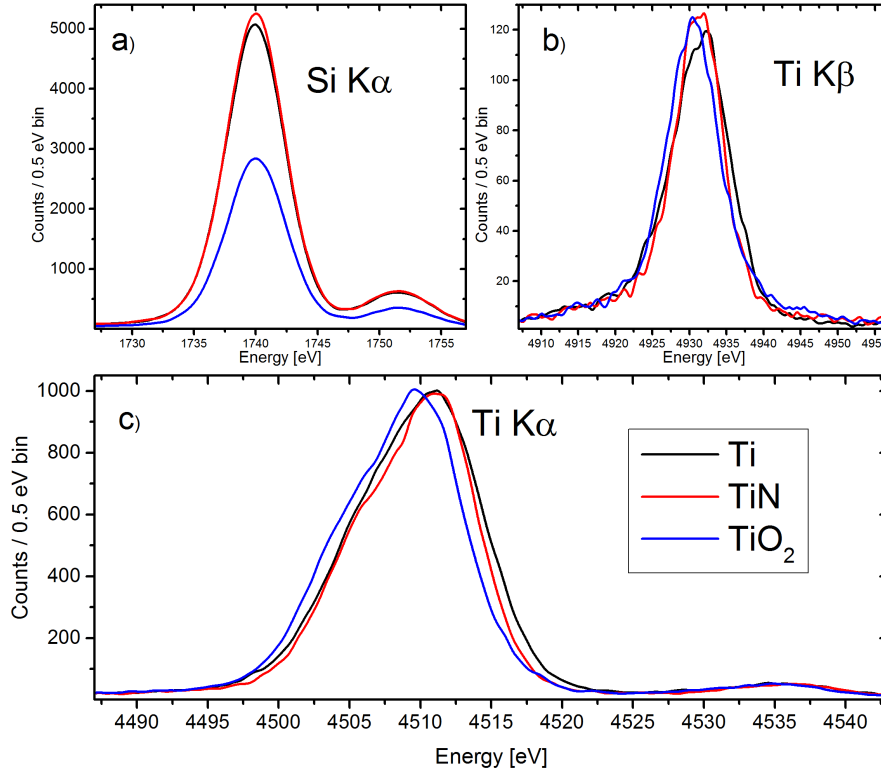 a)
Si Kα
Counts / 0.5 eV bin
5000
4000
3000
2000
1000
1730 1735 1740 1745 1750 1755
Energy [eV]
b)
Ti Kβ
Counts / 0.5 eV bin
120
100
80
60
40
20
4910 4915 4920 4925 4930 4935 4940 4945 4950 495
Energy [eV]
c)
Ti Kα
Counts / 0.5 eV bin
1000
800
600
400
200
4490 4495 4500 4505 4510 4515 4520 4525 4530 4535 4540
Energy [eV]
Ti
TiN
TiO₂